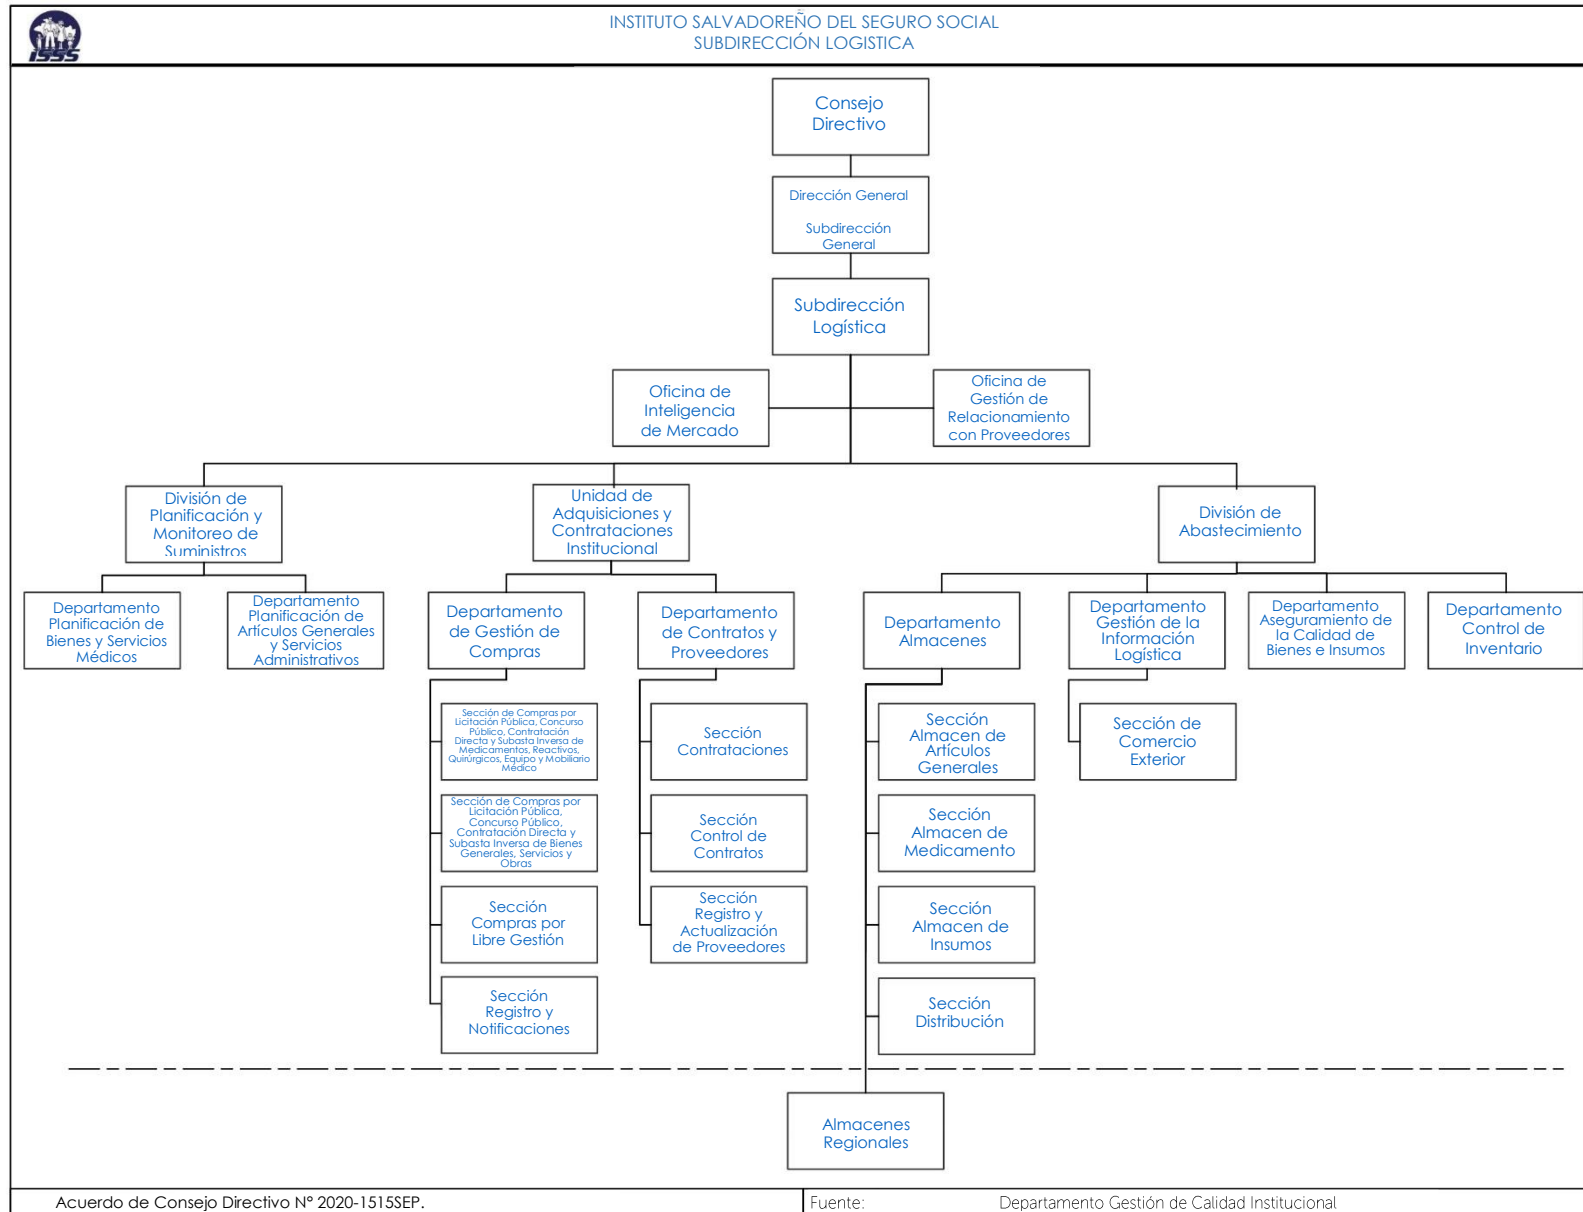 INSTITUTO SALVADOREÑO DEL SEGURO SOCIAL
SUBDIRECCIÓN LOGISTICA
ISSS
Consejo
Directivo
Dirección General
Subdirección
General
Subdirección
Logística
Oficina de
Inteligencia
de Mercado
Oficina de
Gestión de
Relacionamiento
con Proveedores
División de
Planificación y
Monitoreo de
Suministros
Unidad de
Adquisiciones y
Contrataciones
Institucional
División de
Abastecimiento
Departamento
Planificación de
Bienes y Servicios
Médicos
Departamento
Planificación de
Artículos Generales
y Servicios
Administrativos
Departamento
de Gestión de
Compras
Departamento
de Contratos y
Proveedores
Departamento
Almacenes
Departamento
Gestión de la
Información
Logística
Departamento
Aseguramiento de
la Calidad de
Bienes e Insumos
Departamento
Control de
Inventario
Sección de Compras por
Licitación Pública, Concurso
Público, Contratación
Directa y Subasta Inversa de
Medicamentos, Reactivos,
Quirúrgicos, Equipo y Mobiliario
Médico
Sección
Contrataciones
Sección
Almacen de
Artículos
Generales
Sección de
Comercio
Exterior
Sección de Compras por
Licitación Pública,
Concurso Público,
Contratación Directa y
Subasta Inversa de Bienes
Generales, Servicios y
Obras
Sección
Control de
Contratos
Sección
Almacen de
Medicamento
Sección
Compras por
Libre Gestión
Sección
Registro y
Actualización
de Proveedores
Sección
Almacen de
Insumos
Sección
Registro y
Notificaciones
Sección
Distribución
Almacenes
Regionales
Acuerdo de Consejo Directivo Nº 2020-1515SEP.
Fuente: Departamento Gestión de Calidad Institucional